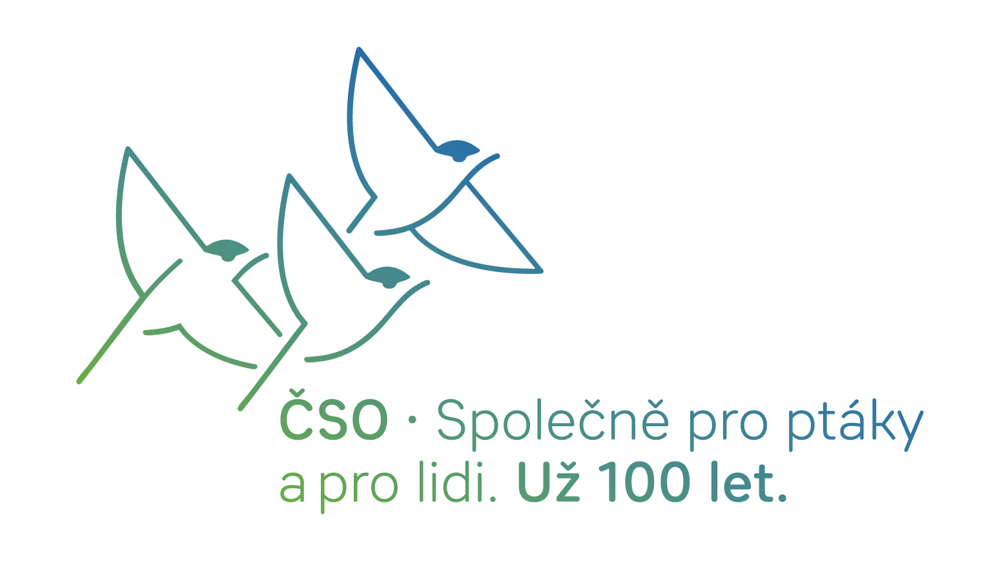 ČSO · Společně pro ptáky
a pro lidi. Už 100 let.